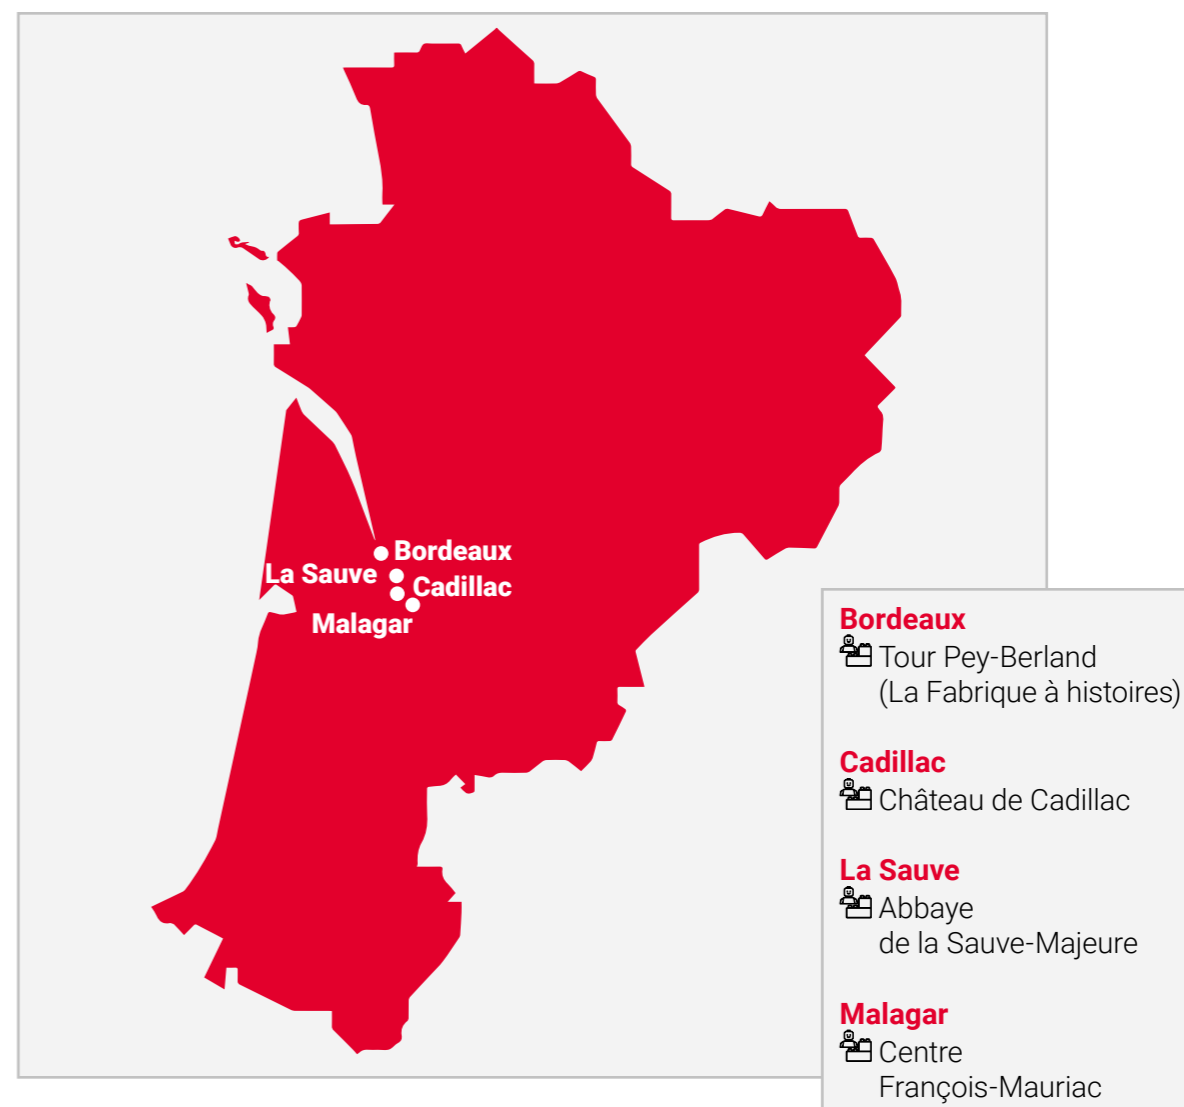 Bordeaux
La Sauve
Cadillac
Malagar
Bordeaux
Tour Pey-Berland
(La Fabrique à histoires)
Cadillac
Château de Cadillac
La Sauve
Abbaye
de la Sauve-Majeure
Malagar
Centre
François-Mauriac